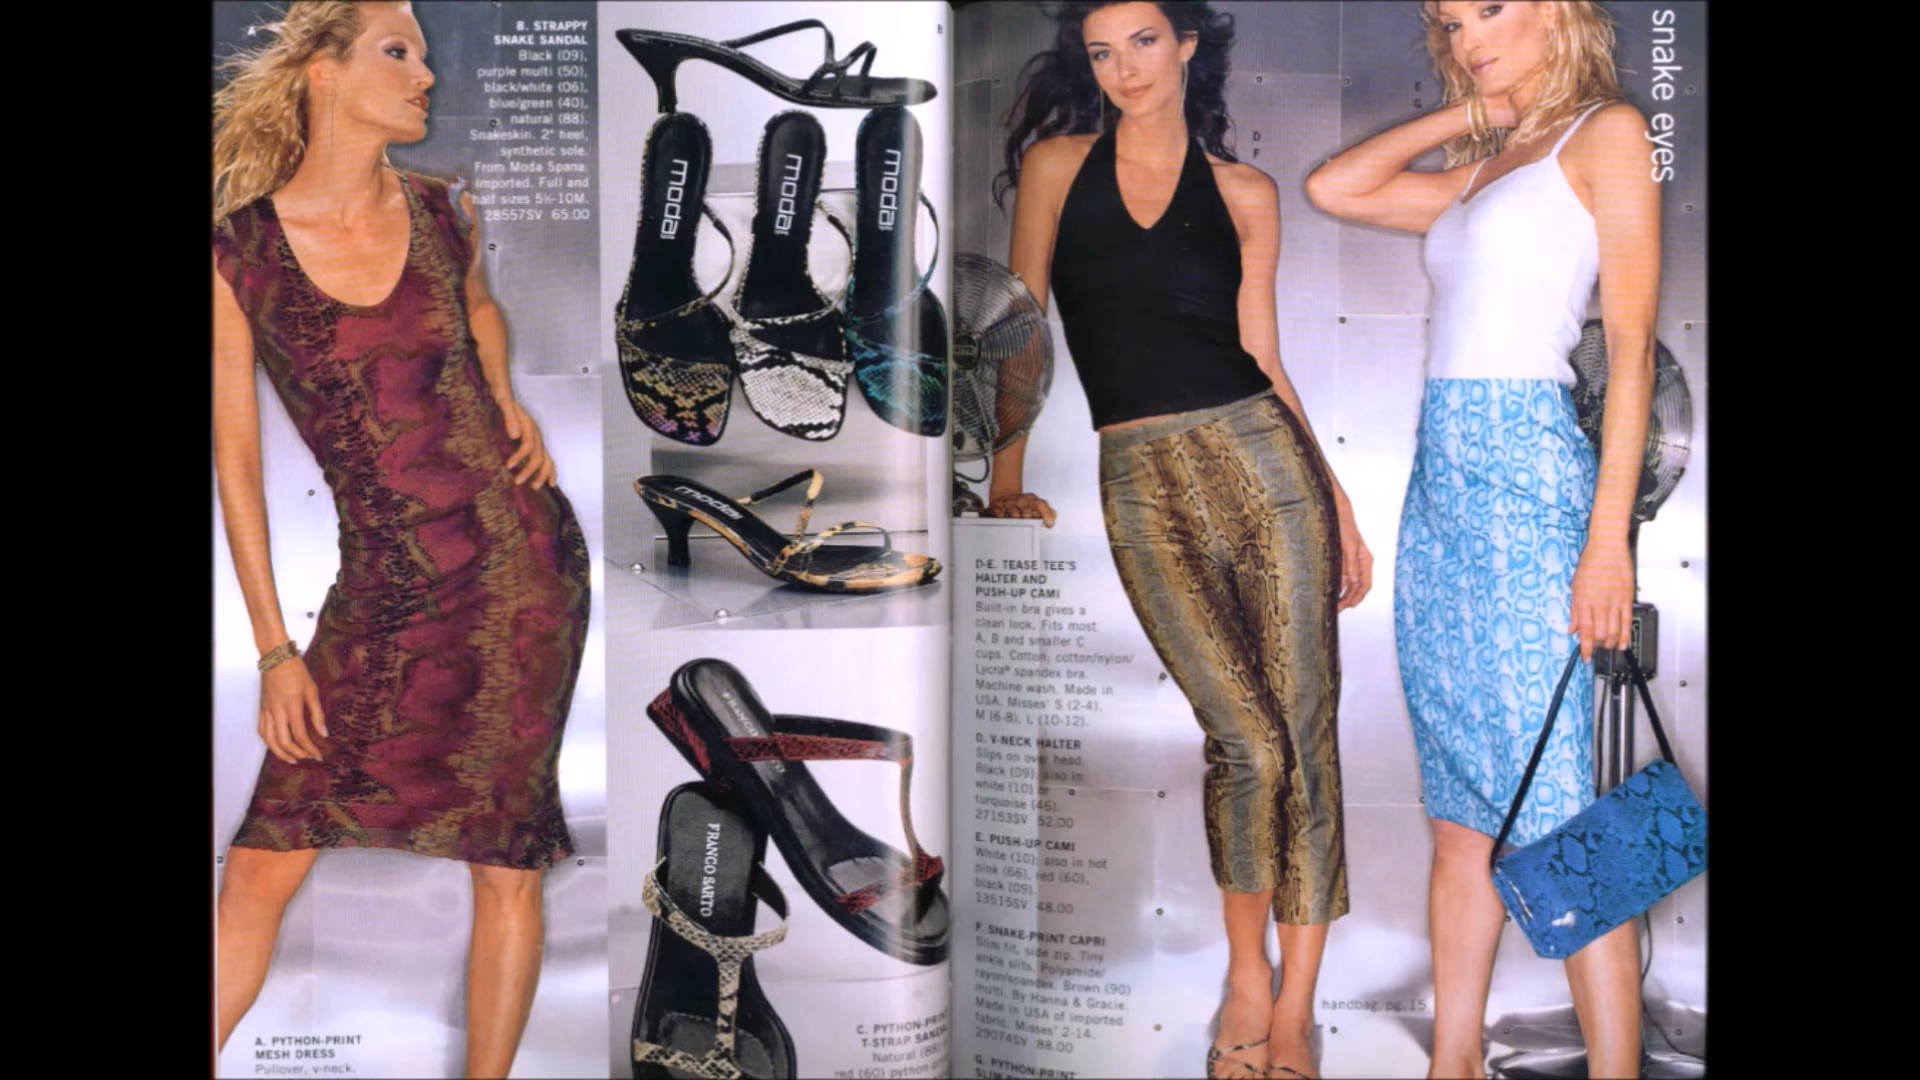 A
B. STRAPPY
SNAKE SANDAL
Black (09),
purple multi (50),
black/white (06),
blue/green (40),
natural (88).
Snakeskin. 2" heel,
synthetic sole.
From Moda Spana.
Imported. Full and
half sizes 5½-10M.
28557SV 65.00
B
moda
moda
moda
moda
FRANCO
FRANCO SARTO
A. PYTHON-PRINT
MESH DRESS
Pullover, v-neck.
C. PYTHON-PRINT
T-STRAP SANDAL
Natural (88)
red (60) python-
D
F
E
G
snake eyes
D-E. TEASE TEE'S
HALTER AND
PUSH-UP CAMI
Built-in bra gives a
clean look. Fits most
A, B and smaller C
cups. Cotton; cotton/nylon/
Lycra® spandex bra.
Machine wash. Made in
USA. Misses' S (2-4),
M (6-8), L (10-12).
D. V-NECK HALTER
Slips on over head.
Black (09); also in
white (10) or
turquoise (46).
27153SV 52.00
E. PUSH-UP CAMI
White (10); also in hot
pink (66), red (60),
black (09).
13515SV 48.00
F. SNAKE-PRINT CAPRI
Slim fit, side zip. Tiny
ankle slits. Polyamide/
rayon/spandex. Brown (90)
multi. By Hanna & Gracie.
Made in USA of imported
fabric. Misses' 2-14.
29074SV 88.00
G. PYTHON-PRINT
handbag, pg. 15